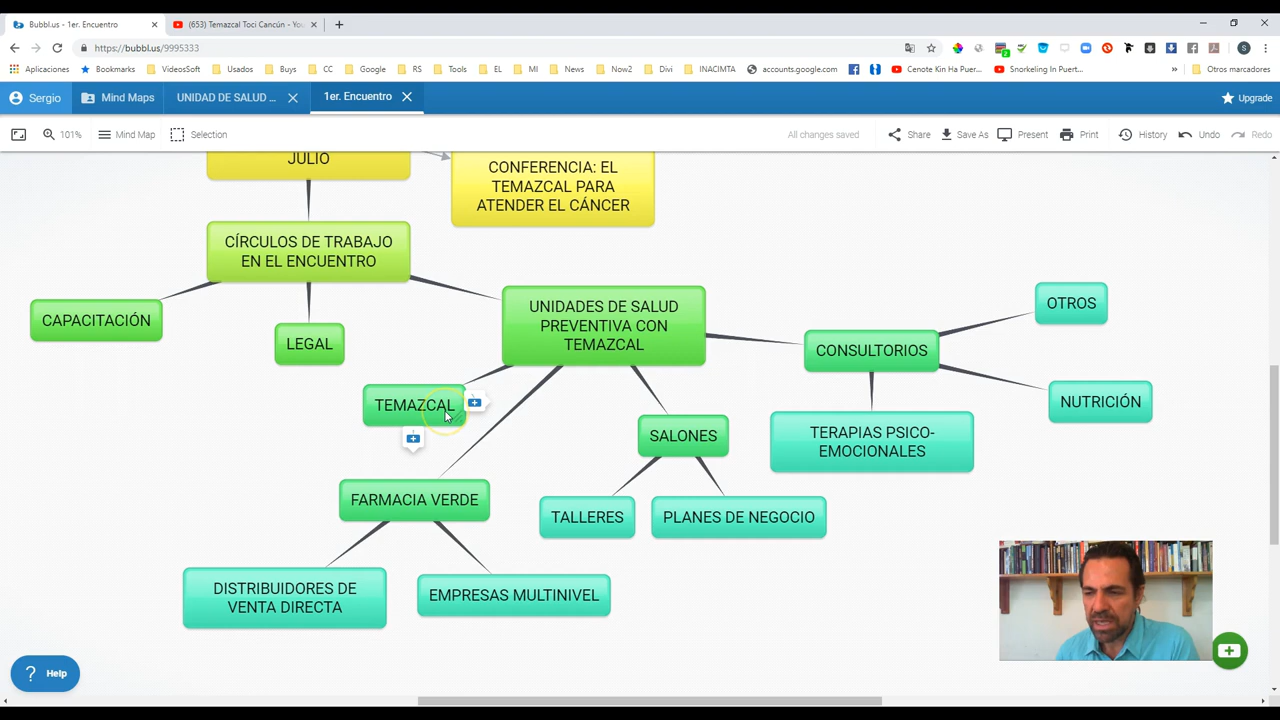 Bubbl.us - 1er. Encuentro
(653) Temazcal Toci Cancún - You
https://bubbl.us/9995333
Aplicaciones
Bookmarks
VideosSoft
Usados
Buys
CC
Google
RS
Tools
EL
MI
News
Now2
Divi
INACIMTA
accounts.google.com
Cenote Kin Ha Puer...
Snorkeling In Puert...
»
Otros marcadores
Sergio
Mind Maps
UNIDAD DE SALUD ...
1er. Encuentro
Upgrade
101%
Mind Map
Selection
All changes saved
Share
Save As
Present
Print
History
Undo
Redo
JULIO
CONFERENCIA: EL
TEMAZCAL PARA
ATENDER EL CÁNCER
CÍRCULOS DE TRABAJO
EN EL ENCUENTRO
CAPACITACIÓN
LEGAL
UNIDADES DE SALUD
PREVENTIVA CON
TEMAZCAL
OTROS
CONSULTORIOS
NUTRICIÓN
TERAPIAS PSICO-
EMOCIONALES
TEMAZCAL
SALONES
TALLERES
PLANES DE NEGOCIO
FARMACIA VERDE
DISTRIBUIDORES DE
VENTA DIRECTA
EMPRESAS MULTINIVEL
? Help